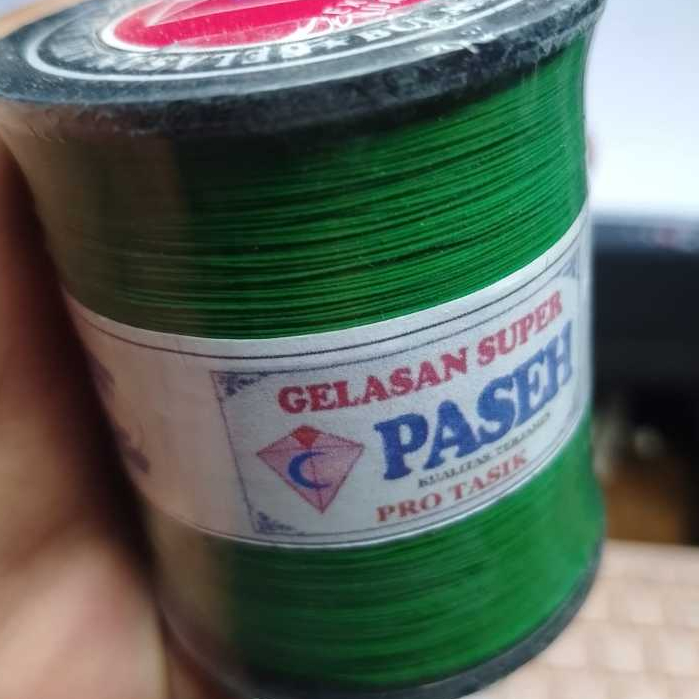 GELASAN SUPER
PASEH
KUALITAS TERJAMIN
PRO TASIK